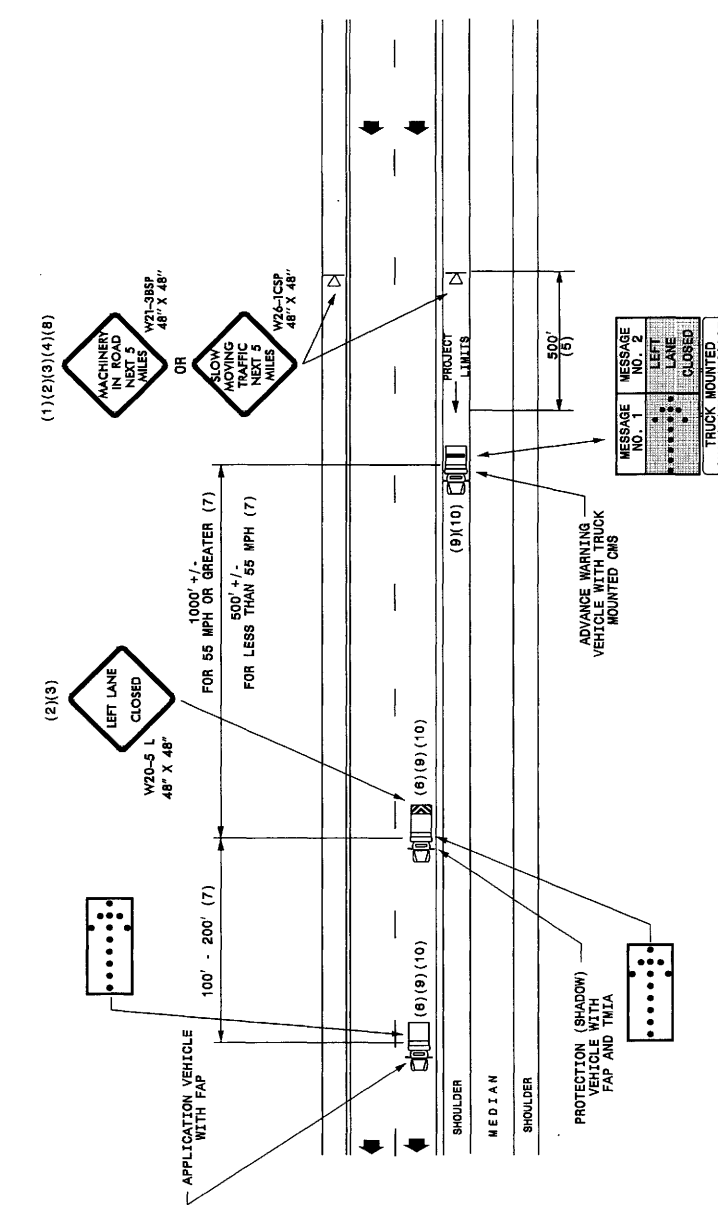 (1)(2)(3)(4)(8)
MACHINERY
IN ROAD
NEXT 5
MILES
W21-3BSP
48" X 48"
OR
SLOW
MOVING
TRAFFIC
NEXT 5
MILES
W26-1CSP
48" X 48"
(2)(3)
LEFT LANE
CLOSED
W20-5 L
48" X 48"
1000' +/-
FOR 55 MPH OR GREATER (7)
500' +/-
FOR LESS THAN 55 MPH (7)
100' - 200' (7)
APPLICATION VEHICLE
WITH FAP
(6)(9)(10)
(6)(9)(10)
(9)(10)
PROJECT
LIMITS
500'
(5)
SHOULDER
MEDIAN
SHOULDER
PROTECTION (SHADOW)
VEHICLE WITH
FAP AND TMIA
ADVANCE WARNING
VEHICLE WITH TRUCK
MOUNTED CMS
MESSAGE
NO. 1
MESSAGE
NO. 2
LEFT
LANE
CLOSED
TRUCK MOUNTED